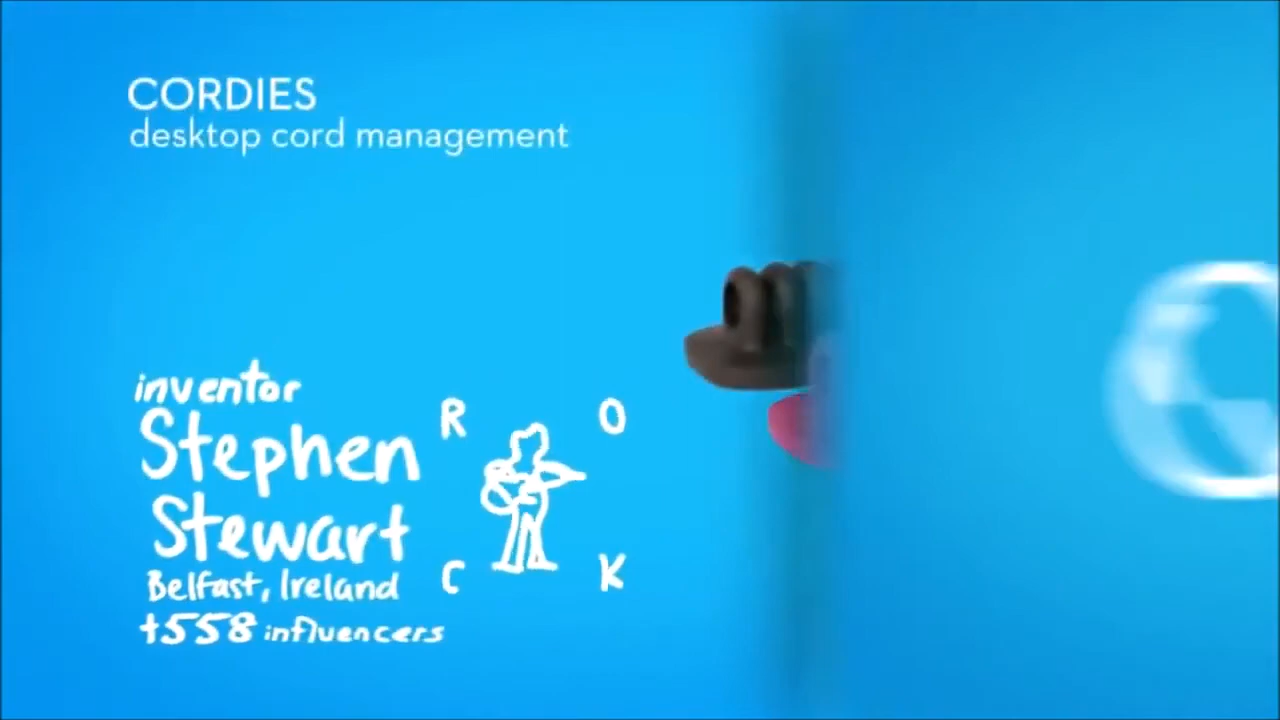 CORDIES
desktop cord management
inventor
Stephen
Stewart
Belfast, Ireland
+558 influencers
R O
C K